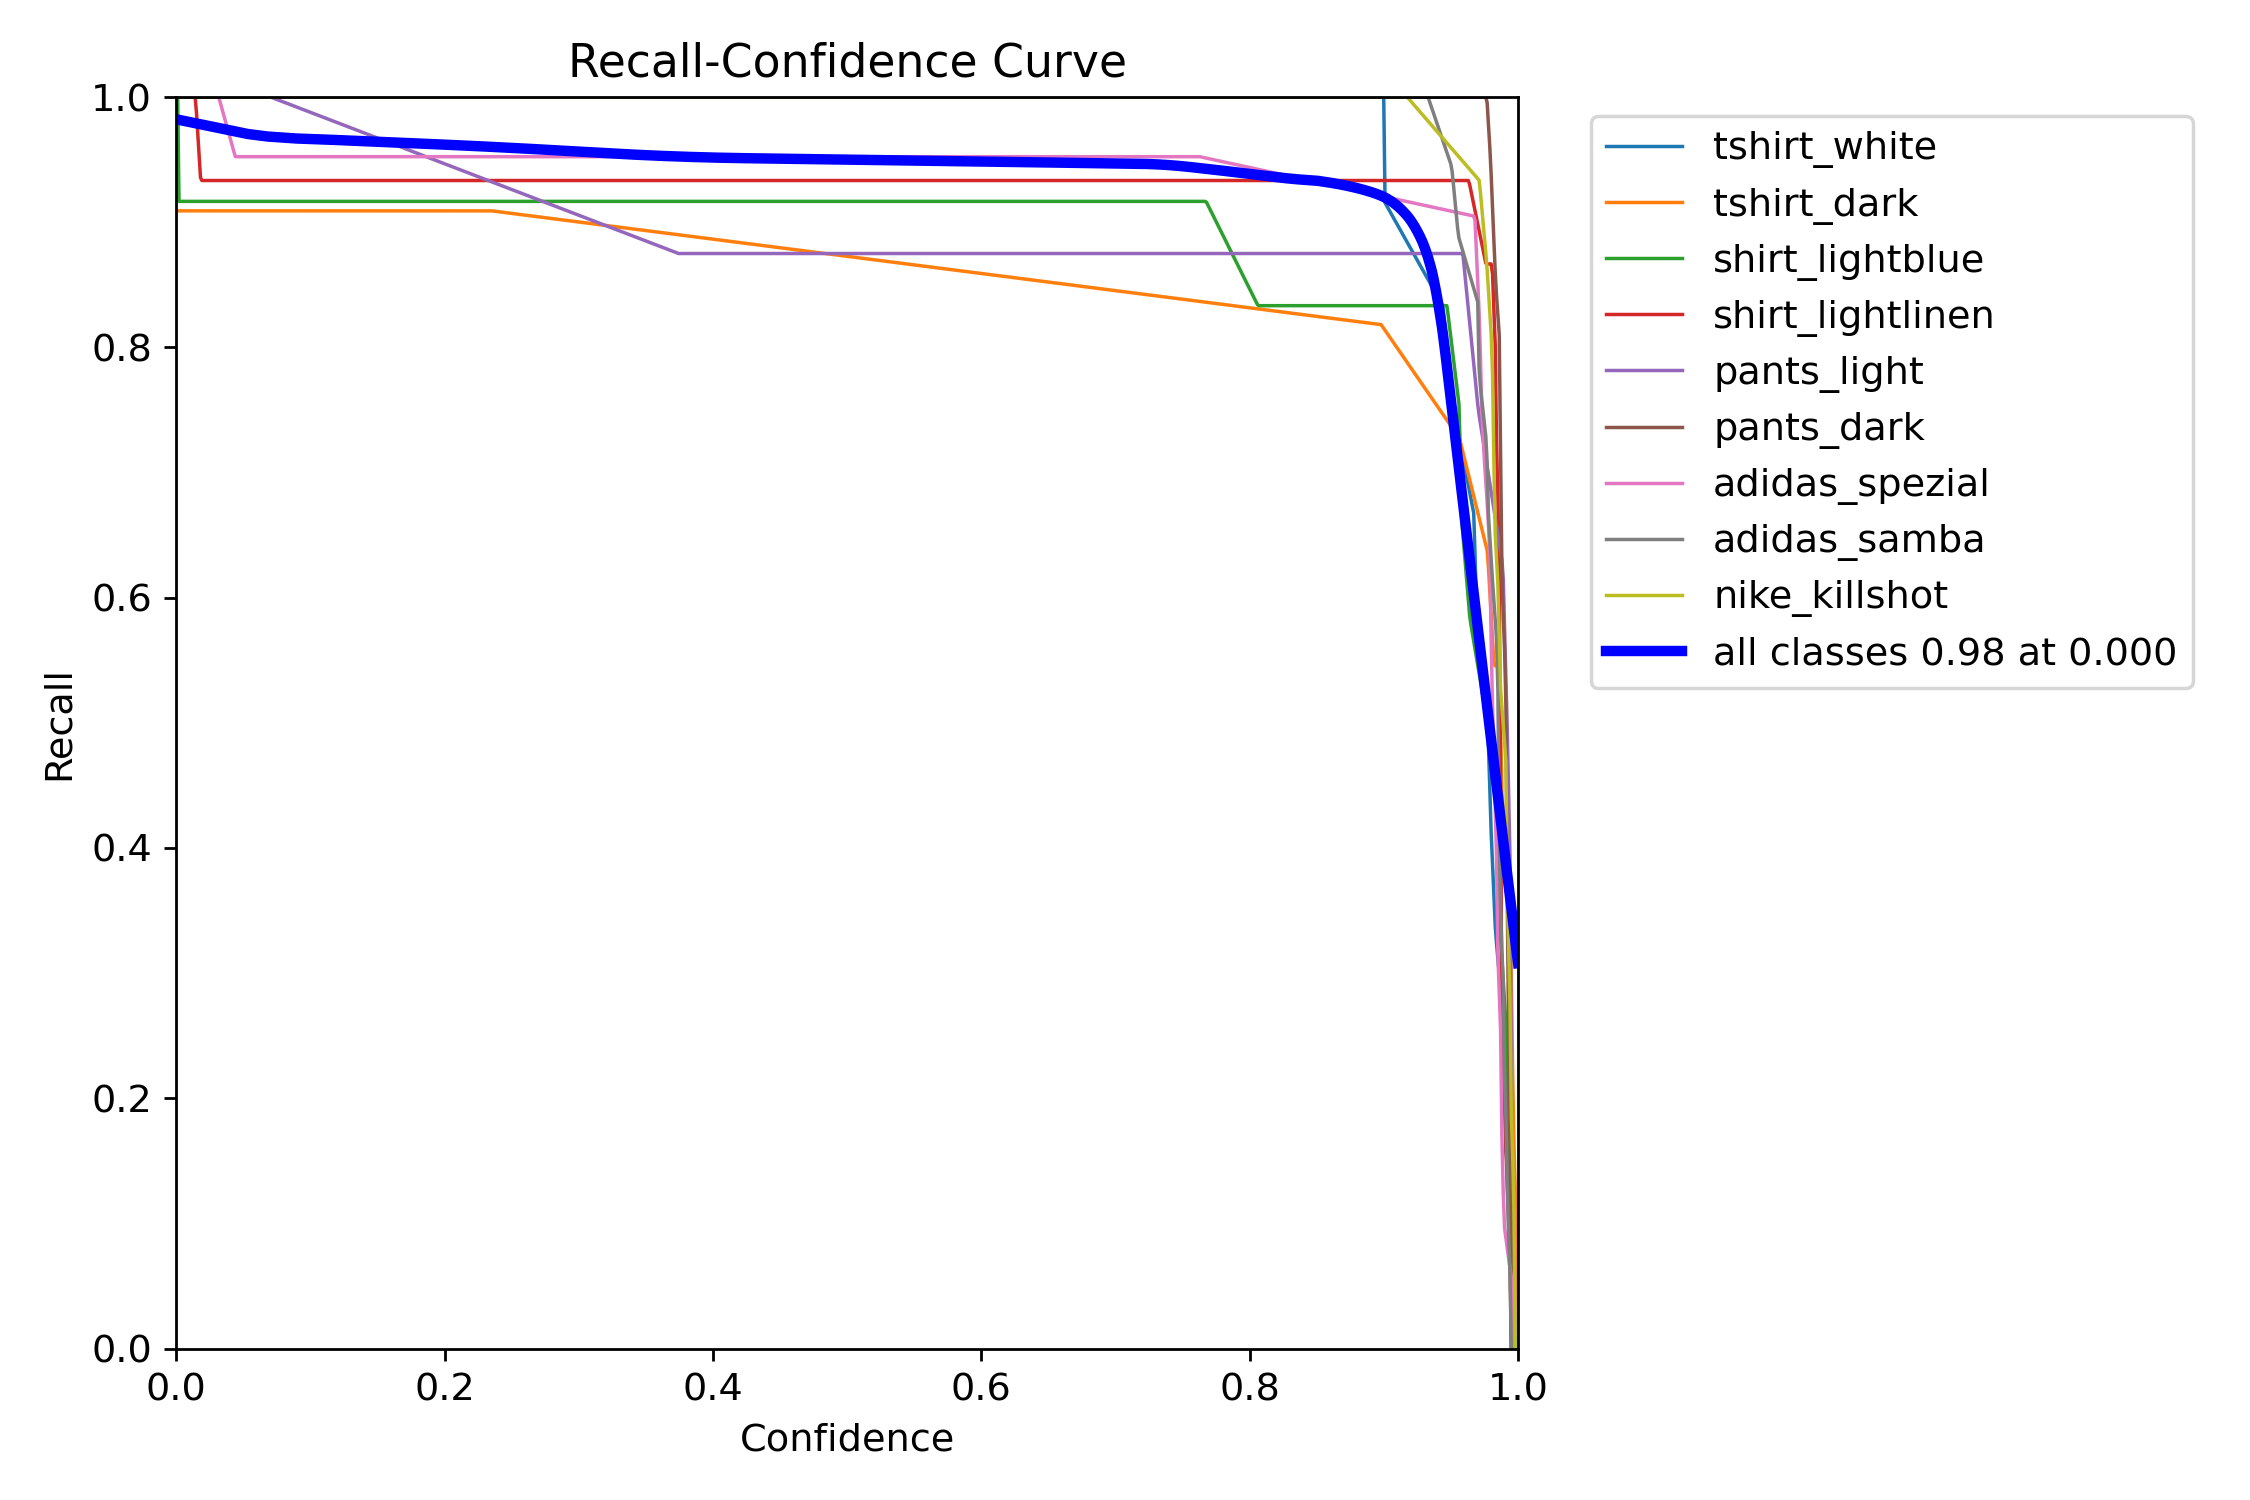 Recall-Confidence Curve
1.0
0.8
0.6
0.4
0.2
0.0
Recall
0.0 0.2 0.4 0.6 0.8 1.0
Confidence
tshirt_white
tshirt_dark
shirt_lightblue
shirt_lightlinen
pants_light
pants_dark
adidas_spezial
adidas_samba
nike_killshot
all classes 0.98 at 0.000